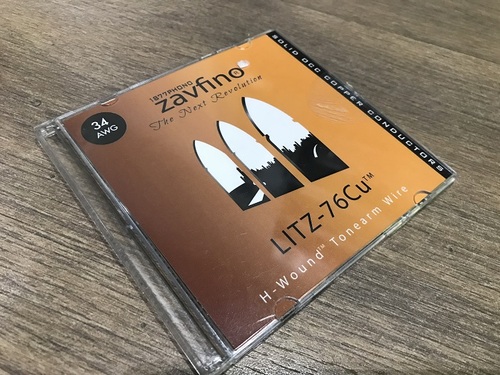 1877PHONO
zavfino
The Next Revolution
34
AWG
SOLID OCC COPPER CONDUCTORS
LITZ-76Cu™
H-Wound™ Tonearm Wire